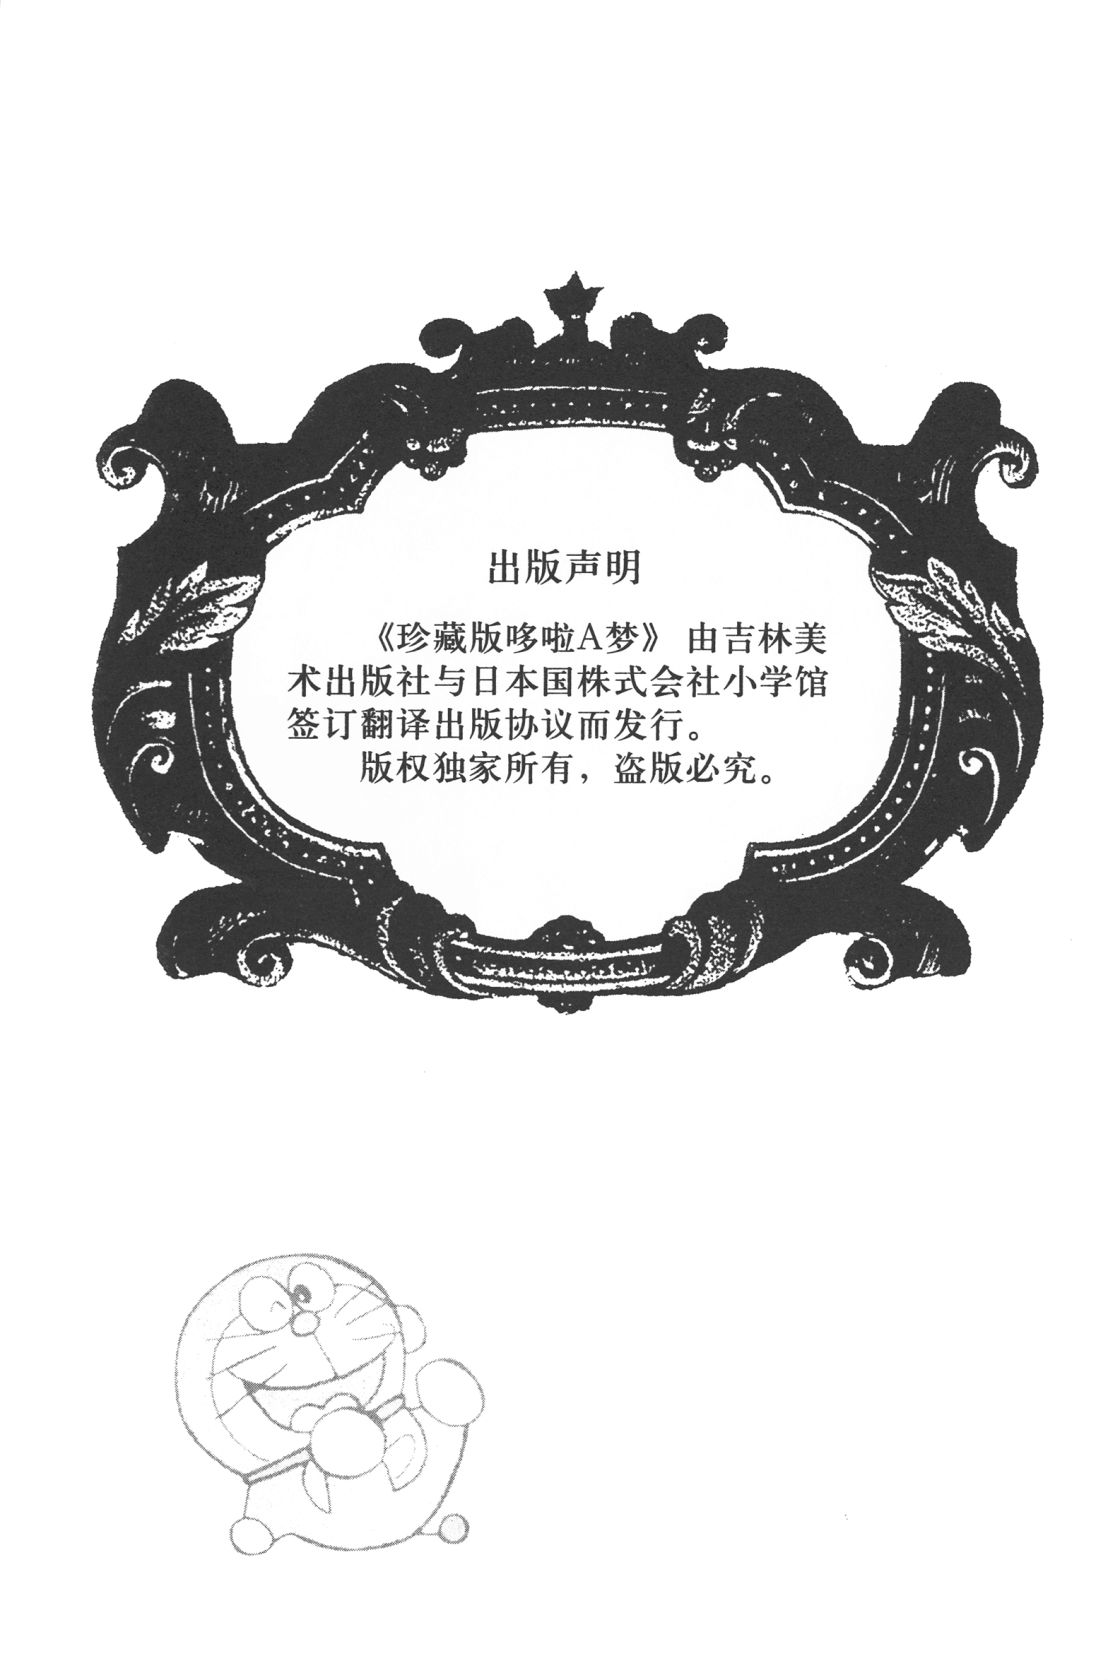 出版声明
《珍藏版哆啦A梦》 由吉林美
术出版社与日本国株式会社小学馆
签订翻译出版协议而发行。
版权独家所有，盗版必究。